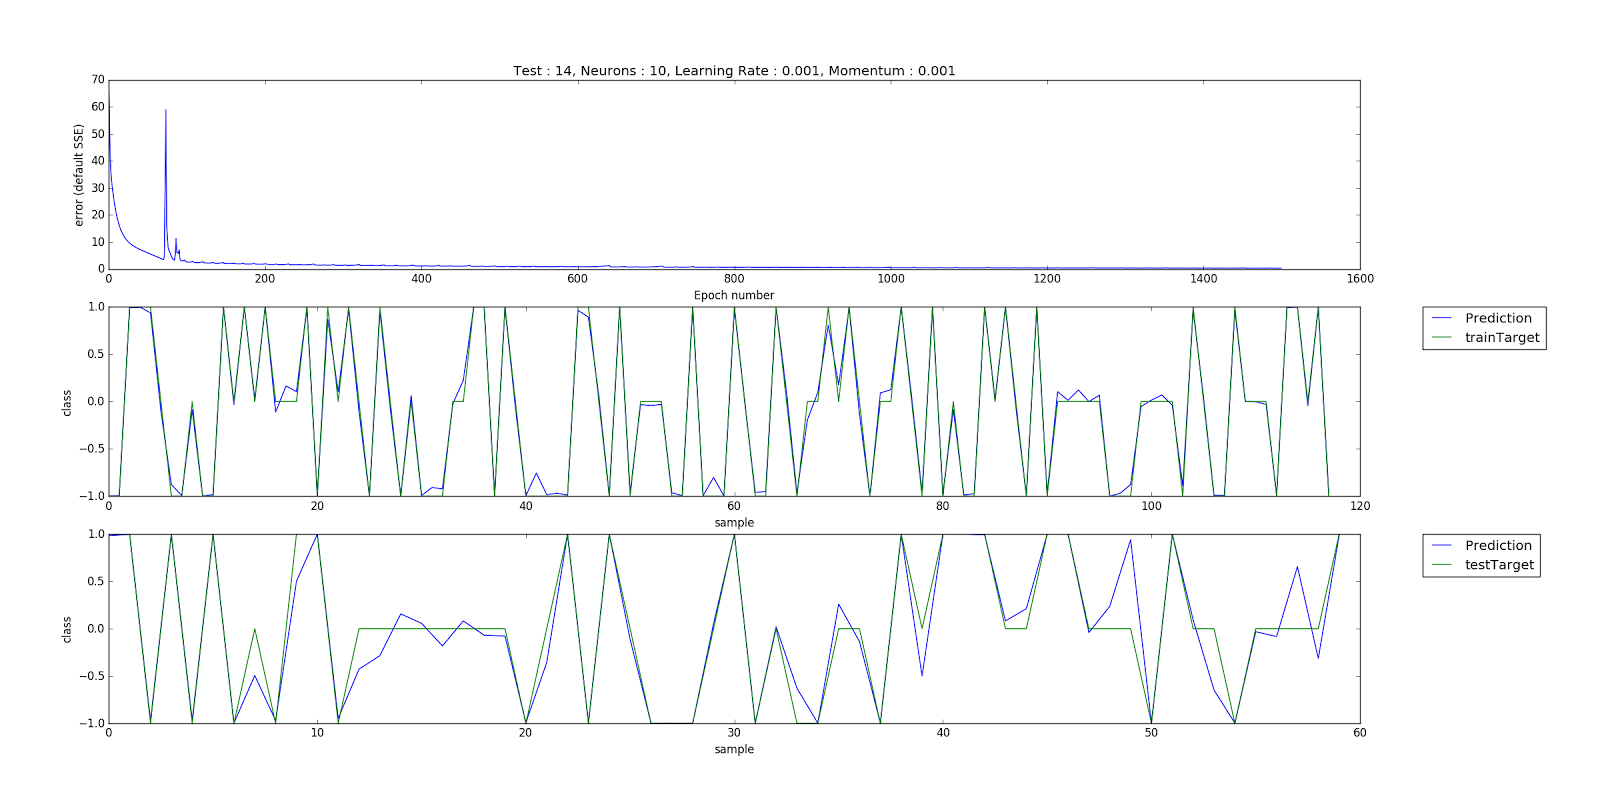 Test : 14, Neurons : 10, Learning Rate : 0.001, Momentum : 0.001
70
60
50
40
30
20
10
0
error (default SSE)
0 200 400 600 800 1000 1200 1400 1600
Epoch number
1.0
0.5
0.0
−0.5
−1.0
class
0 20 40 60 80 100 120
sample
Prediction
trainTarget
1.0
0.5
0.0
−0.5
−1.0
class
0 10 20 30 40 50 60
sample
Prediction
testTarget